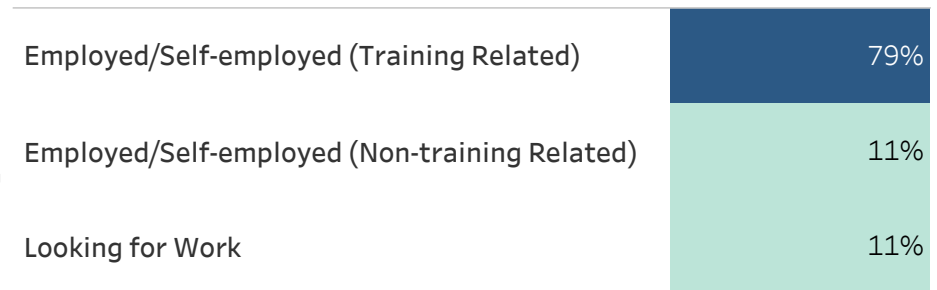 Employed/Self-employed (Training Related) 79%
Employed/Self-employed (Non-training Related) 11%
Looking for Work 11%